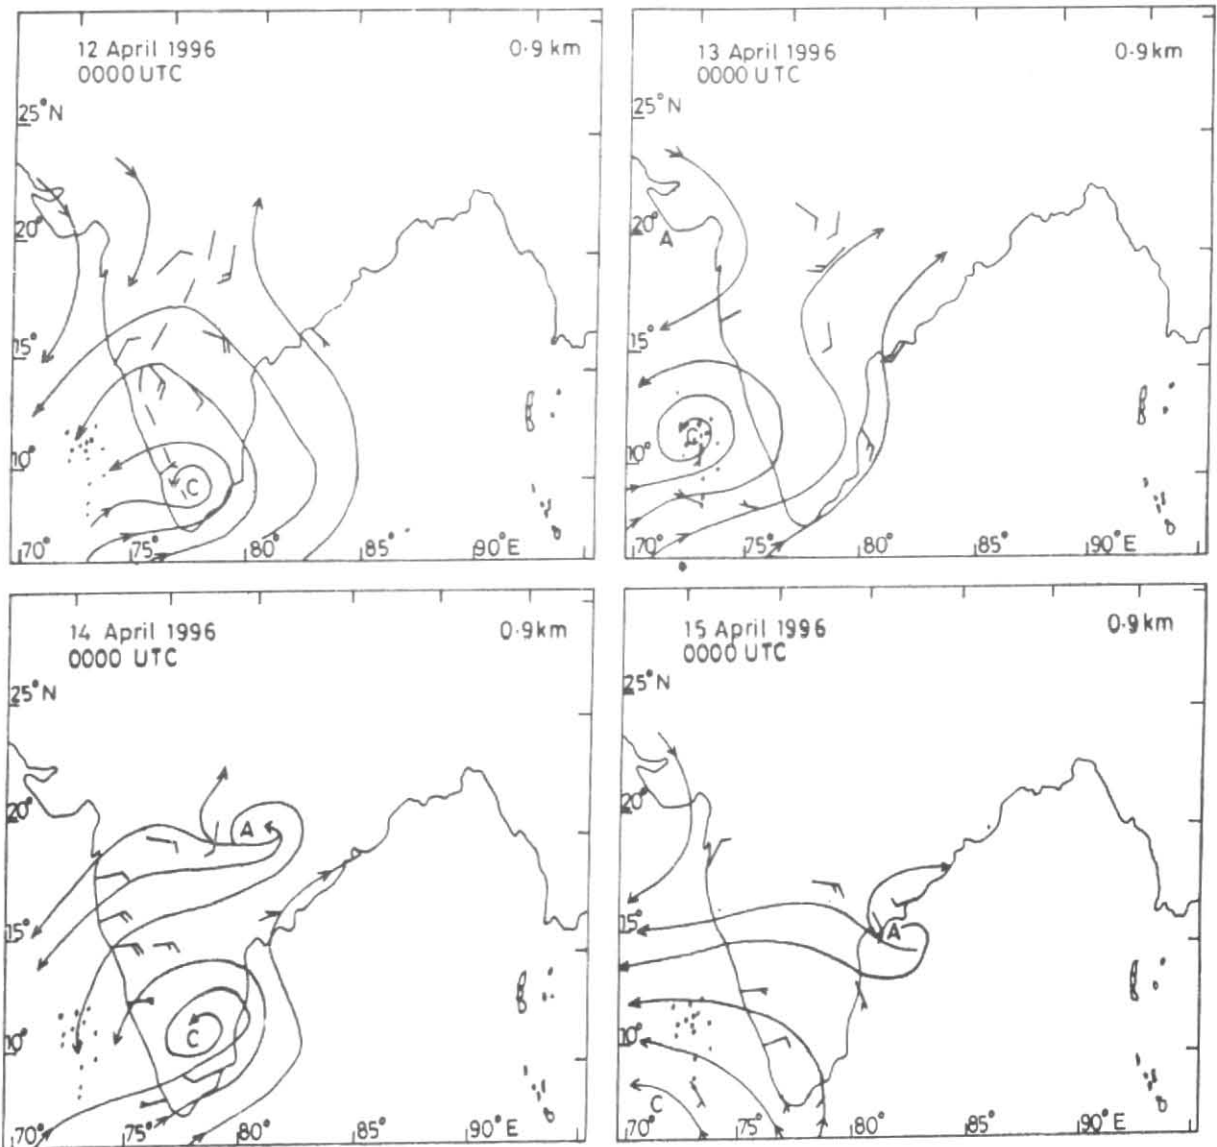 12 April 1996 0·9 km
0000 UTC
25° N
20°
15°
10°
C
70° 75° 80° 85° 90° E
13 April 1996 0·9 km
0000 UTC
25° N
20°
A
15°
C
10°
70° 75° 80° 85° 90° E
14 April 1996 0·9 km
0000 UTC
25° N
20°
A
15°
10°
C
70° 75° 80° 85° 90° E
15 April 1996 0·9 km
0000 UTC
25° N
20°
15°
A
10°
C
70° 75° 80° 85° 90° E